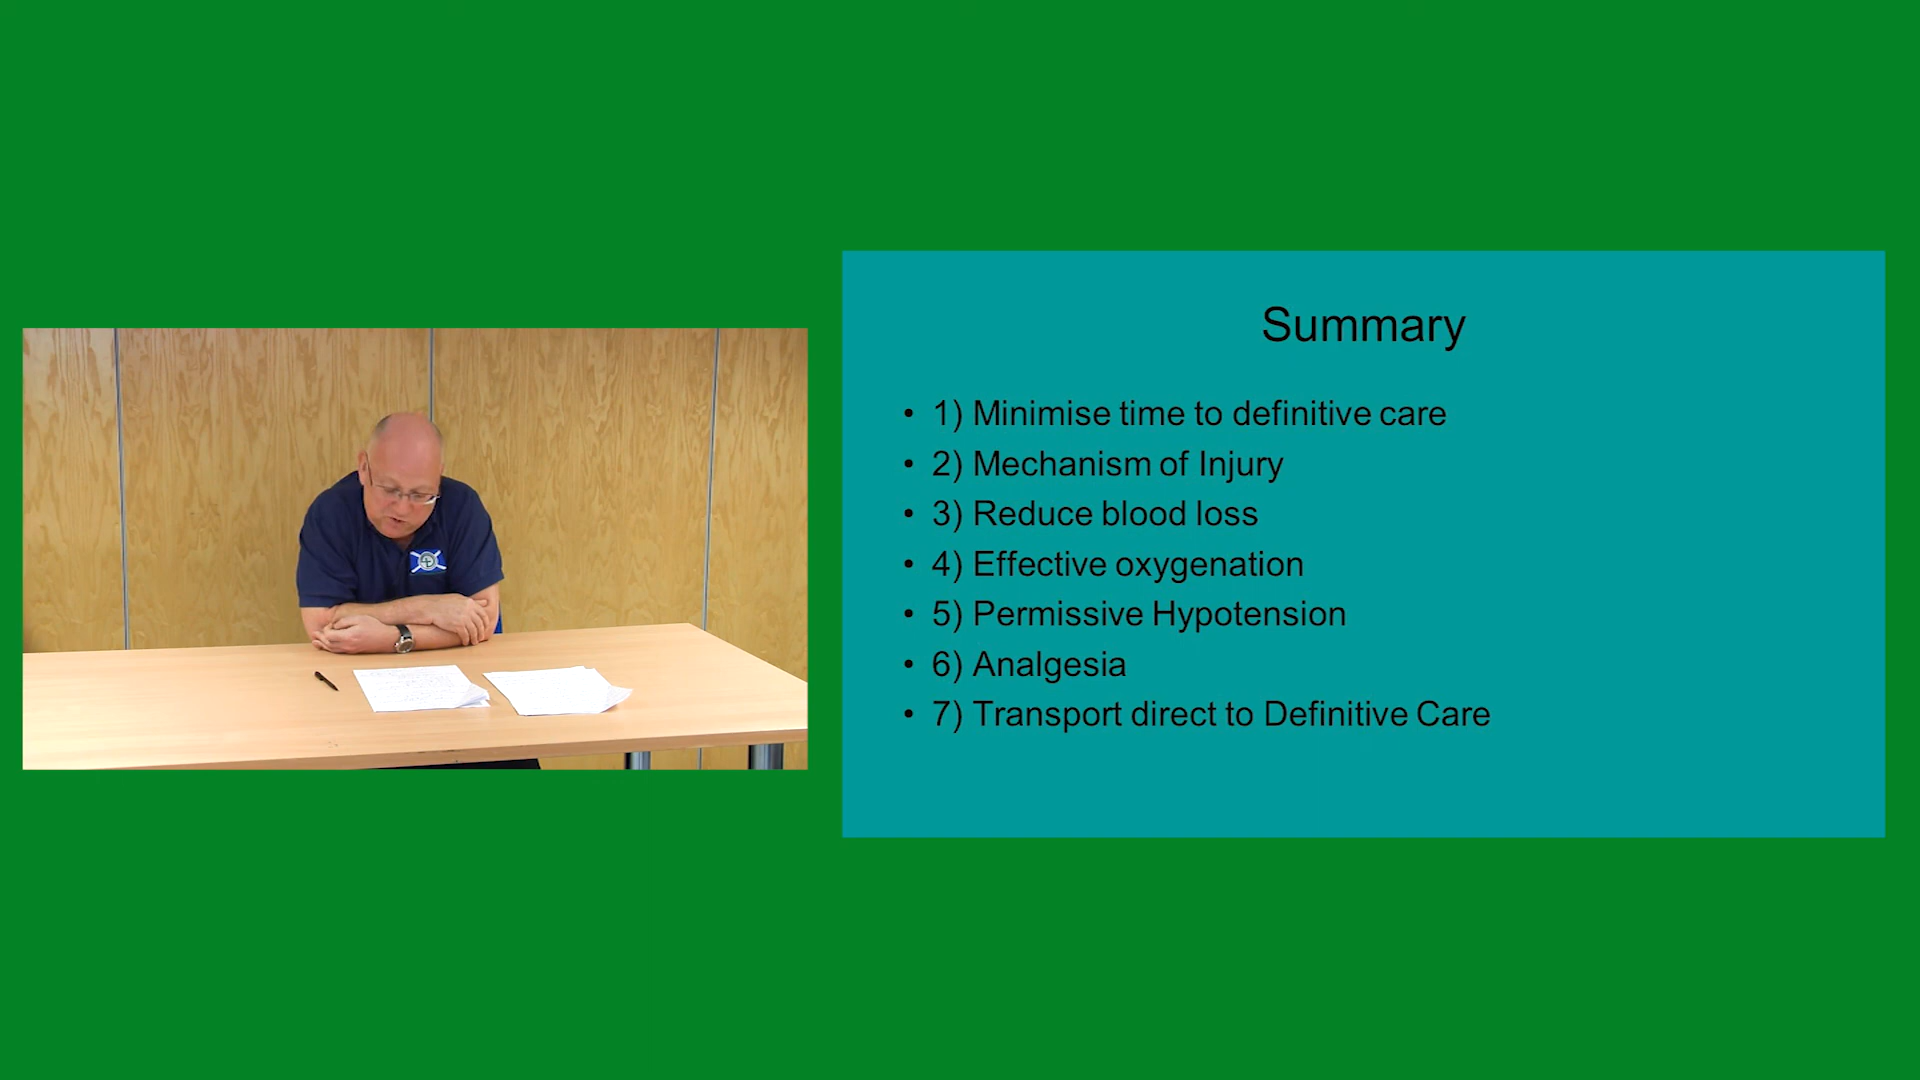 Summary
• 1) Minimise time to definitive care
• 2) Mechanism of Injury
• 3) Reduce blood loss
• 4) Effective oxygenation
• 5) Permissive Hypotension
• 6) Analgesia
• 7) Transport direct to Definitive Care